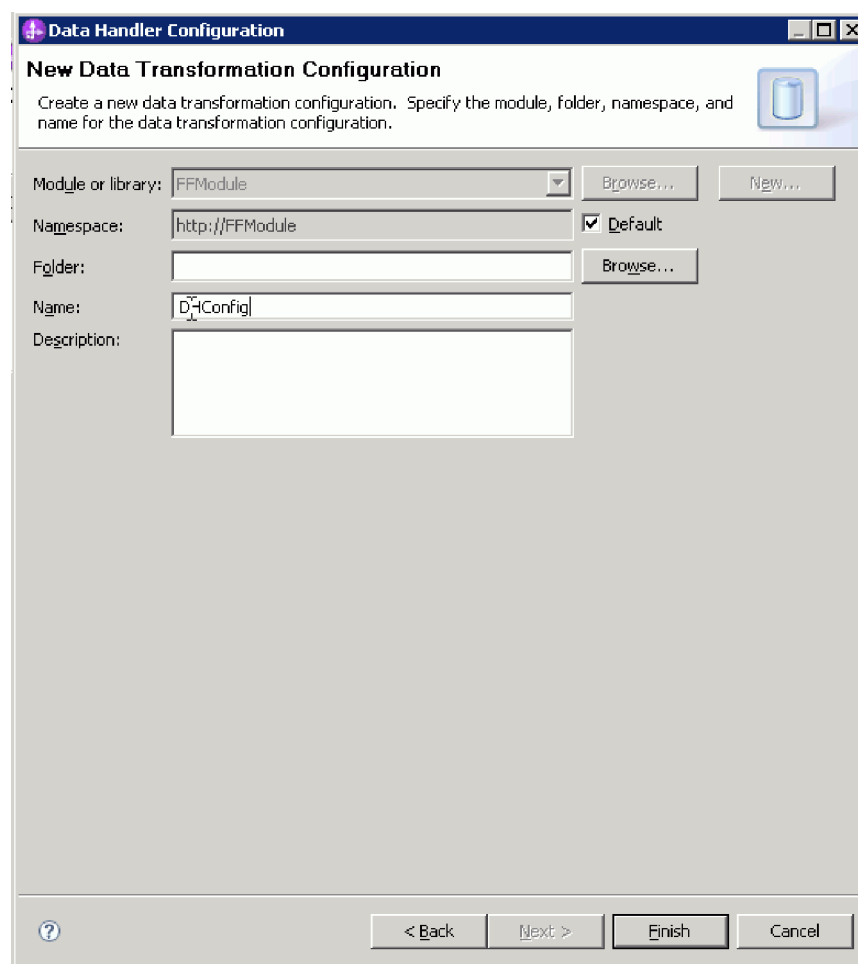 Data Handler Configuration
New Data Transformation Configuration
Create a new data transformation configuration. Specify the module, folder, namespace, and
name for the data transformation configuration.
Module or library: FFModule Browse... New...
Namespace: http://FFModule Default
Folder: Browse...
Name: DHConfig
Description:
< Back Next > Finish Cancel